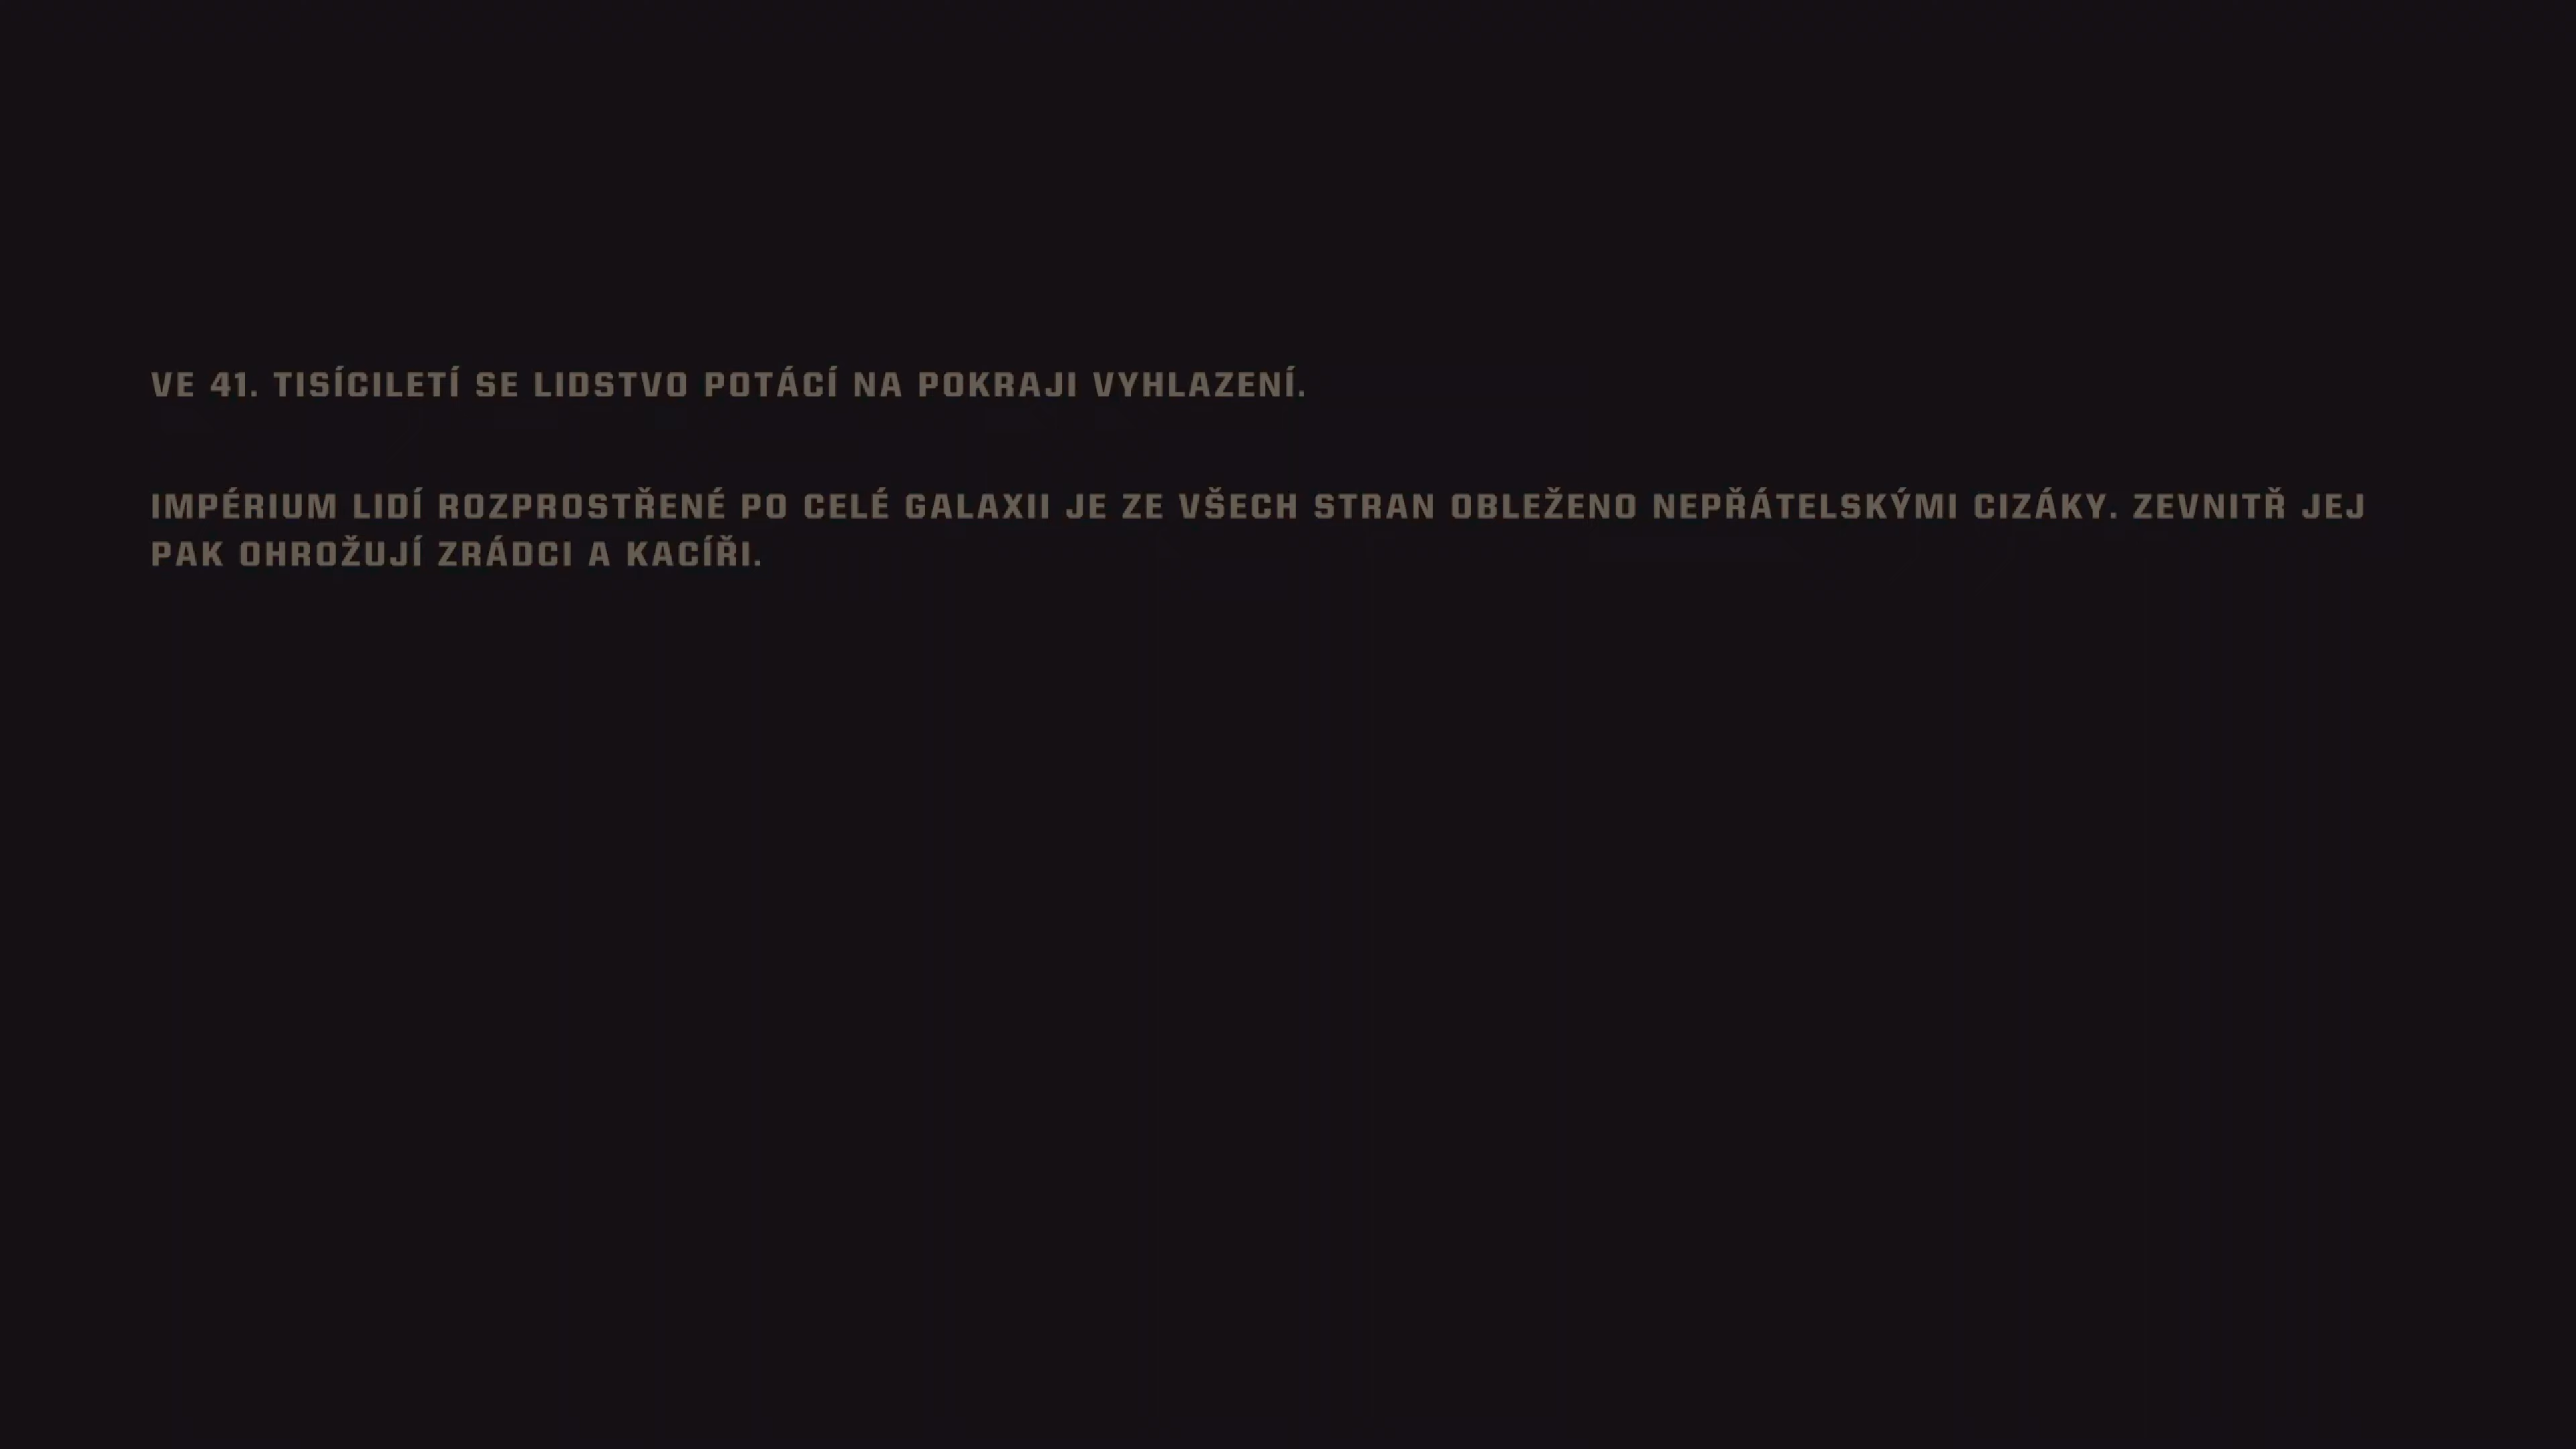 VE 41. TISÍCILETÍ SE LIDSTVO POTÁCÍ NA POKRAJI VYHLAZENÍ.
IMPÉRIUM LIDÍ ROZPROSTŘENÉ PO CELÉ GALAXII JE ZE VŠECH STRAN OBLEŽENO NEPŘÁTELSKÝMI CIZÁKY. ZEVNITŘ JEJ
PAK OHROŽUJÍ ZRÁDCI A KACÍŘI.